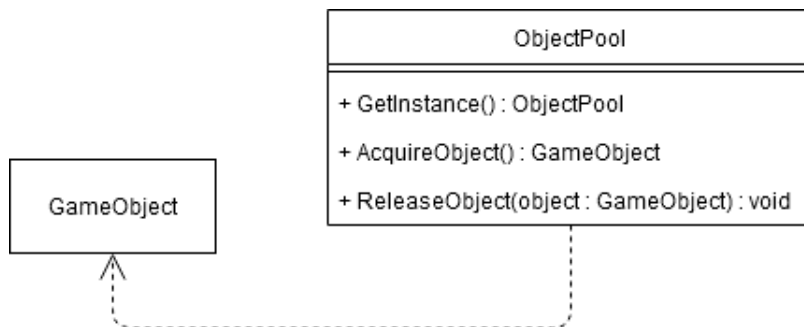 ObjectPool
+ GetInstance() : ObjectPool
+ AcquireObject() : GameObject
+ ReleaseObject(object : GameObject) : void
GameObject